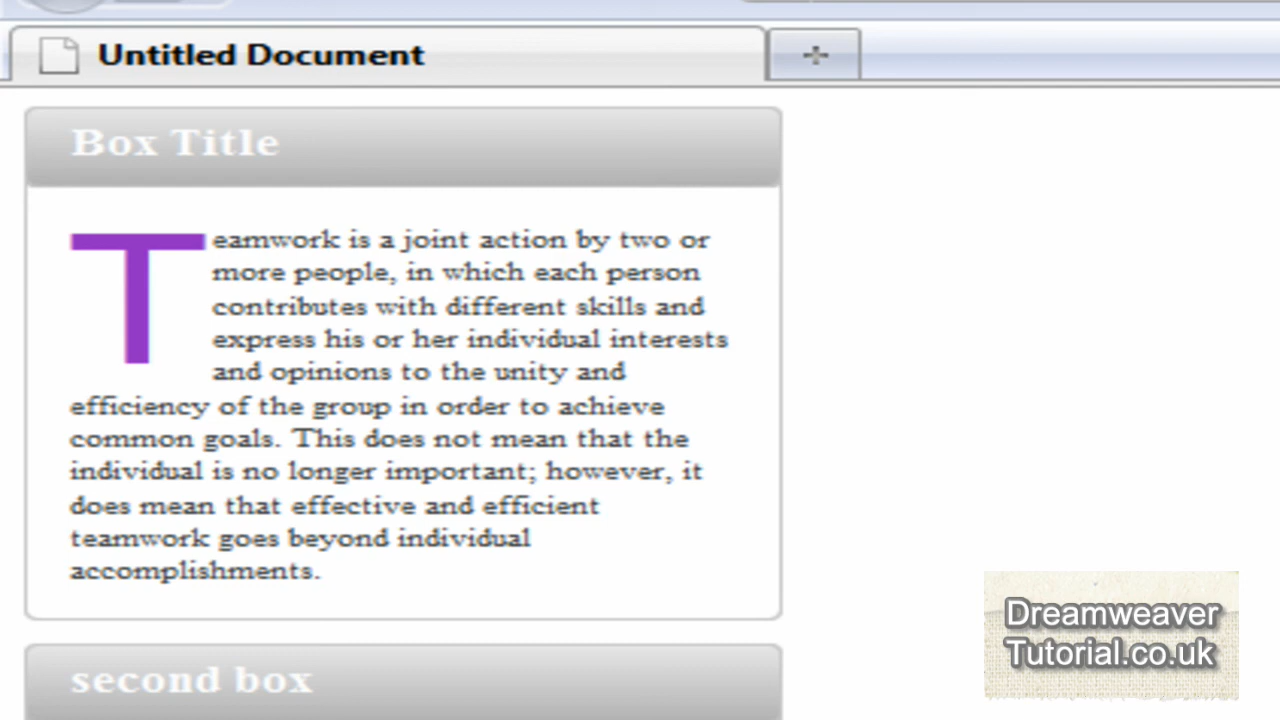 Untitled Document
Box Title
Teamwork is a joint action by two or
more people, in which each person
contributes with different skills and
express his or her individual interests
and opinions to the unity and
efficiency of the group in order to achieve
common goals. This does not mean that the
individual is no longer important; however, it
does mean that effective and efficient
teamwork goes beyond individual
accomplishments.
second box
Dreamweaver
Tutorial.co.uk